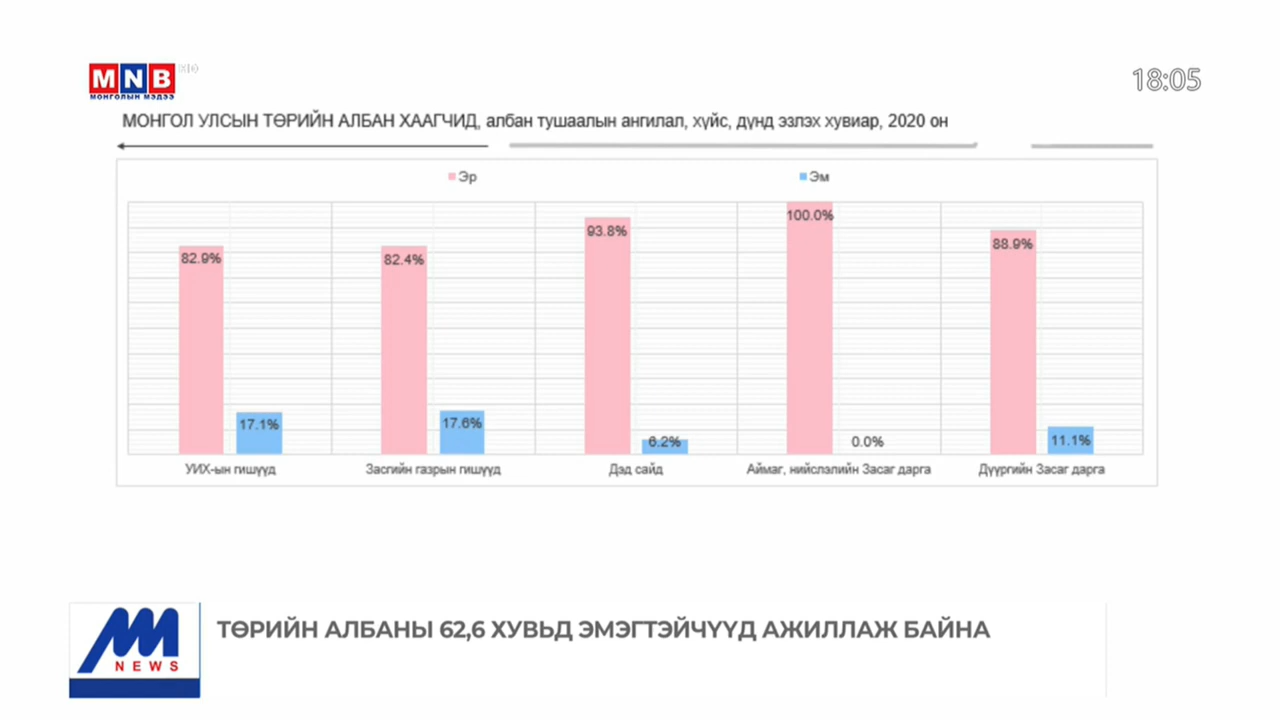 MNB
МОНГОЛЫН МЭДЭЭ
18:05
МОНГОЛ УЛСЫН ТӨРИЙН АЛБАН ХААГЧИД, албан тушаалын ангилал, хүйс, дүнд эзлэх хувиар, 2020 он
Эр Эм
82.9% 17.1% 82.4% 17.6% 93.8% 6.2% 100.0% 0.0% 88.9% 11.1%
УИХ-ын гишүүд Засгийн газрын гишүүд Дэд сайд Аймаг, нийслэлийн Засаг дарга Дүүргийн Засаг дарга
NEWS
ТӨРИЙН АЛБАНЫ 62,6 ХУВЬД ЭМЭГТЭЙЧҮҮД АЖИЛЛАЖ БАЙНА